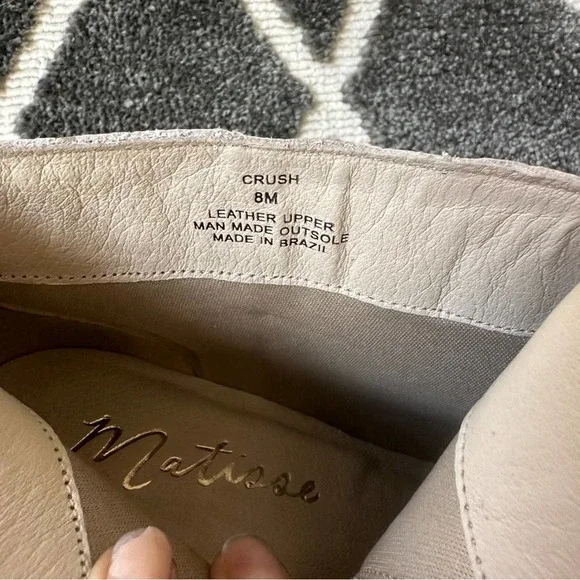 CRUSH
8M
LEATHER UPPER
MAN MADE OUTSOLE
MADE IN BRAZIL
Matisse